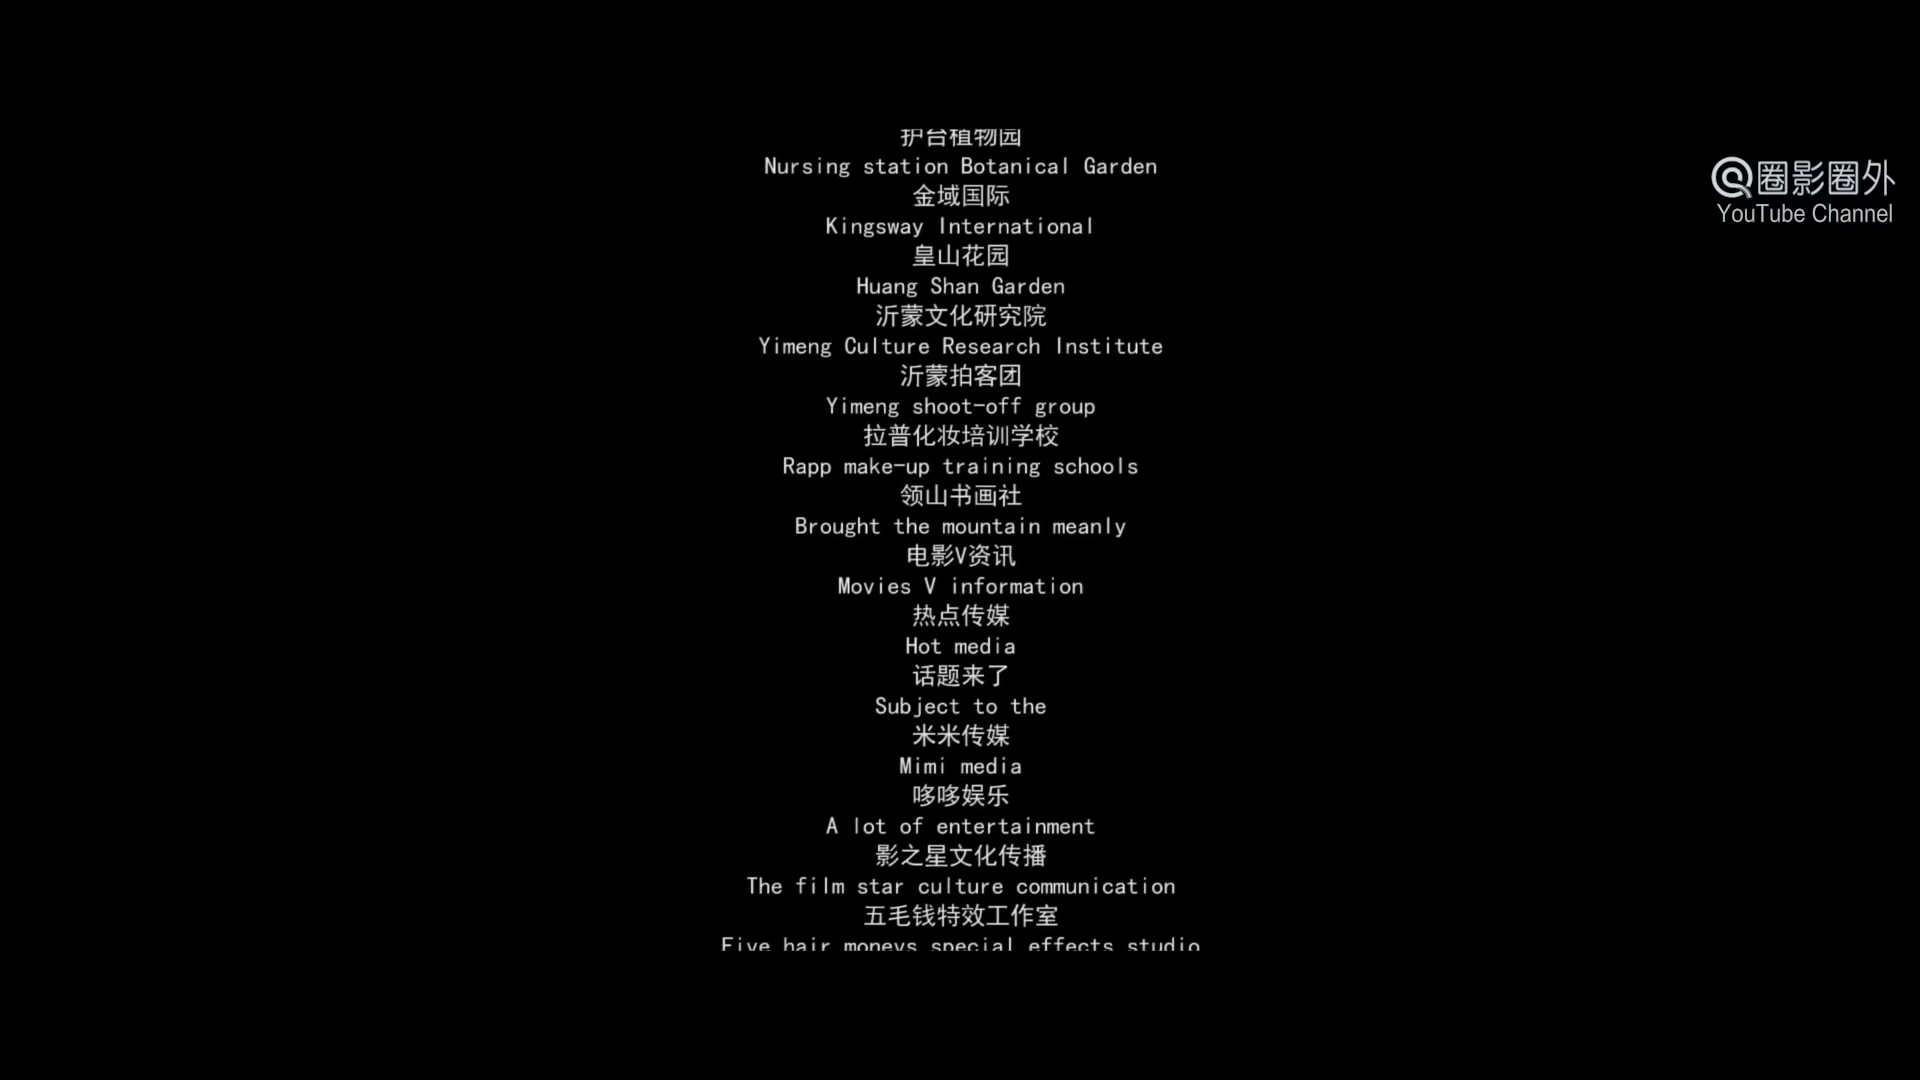 护台植物园
Nursing station Botanical Garden
金域国际
Kingsway International
皇山花园
Huang Shan Garden
沂蒙文化研究院
Yimeng Culture Research Institute
沂蒙拍客团
Yimeng shoot-off group
拉普化妆培训学校
Rapp make-up training schools
领山书画社
Brought the mountain meanly
电影V资讯
Movies V information
热点传媒
Hot media
话题来了
Subject to the
米米传媒
Mimi media
哆哆娱乐
A lot of entertainment
影之星文化传播
The film star culture communication
五毛钱特效工作室
Five hair moneys special effects studio
圈影圈外
YouTube Channel